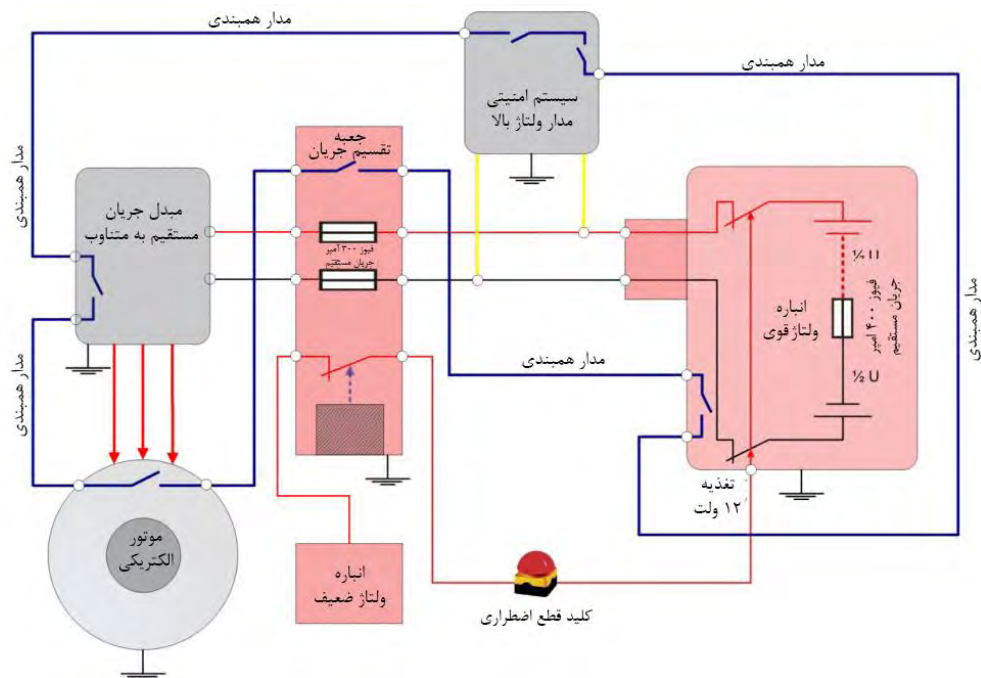 مدار همبندی
مدار همبندی
سیستم امنیتی
مدار ولتاژ بالا
جعبه
تقسیم جریان
مدار همبندی
مبدل جریان
مستقیم به متناوب
فیوز ۳۰۰ آمپر
جریان مستقیم
انباره
ولتاژ قوی
½ U
فیوز ۴۰۰ آمپر
جریان مستقیم
½ U
مدار همبندی
مدار همبندی
مدار همبندی
تغذیه
۱۲ ولت
موتور
الکتریکی
انباره
ولتاژ ضعیف
کلید قطع اضطراری